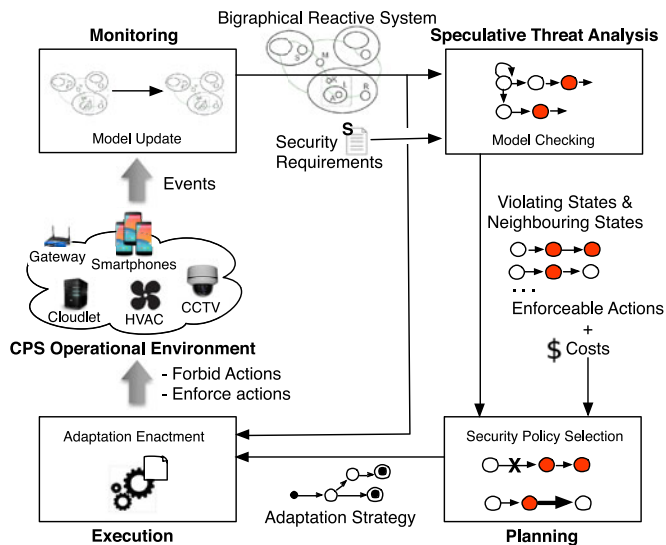 Monitoring
Model Update
Bigraphical Reactive System
S
M
R
A
S
Security
Requirements
Speculative Threat Analysis
Model Checking
Events
Gateway
Smartphones
Cloudlet
HVAC
CCTV
CPS Operational Environment
- Forbid Actions
- Enforce actions
Violating States &
Neighbouring States
...
Enforceable Actions
+
$ Costs
Adaptation Enactment
Execution
Adaptation
Strategy
Security Policy Selection
X
Planning